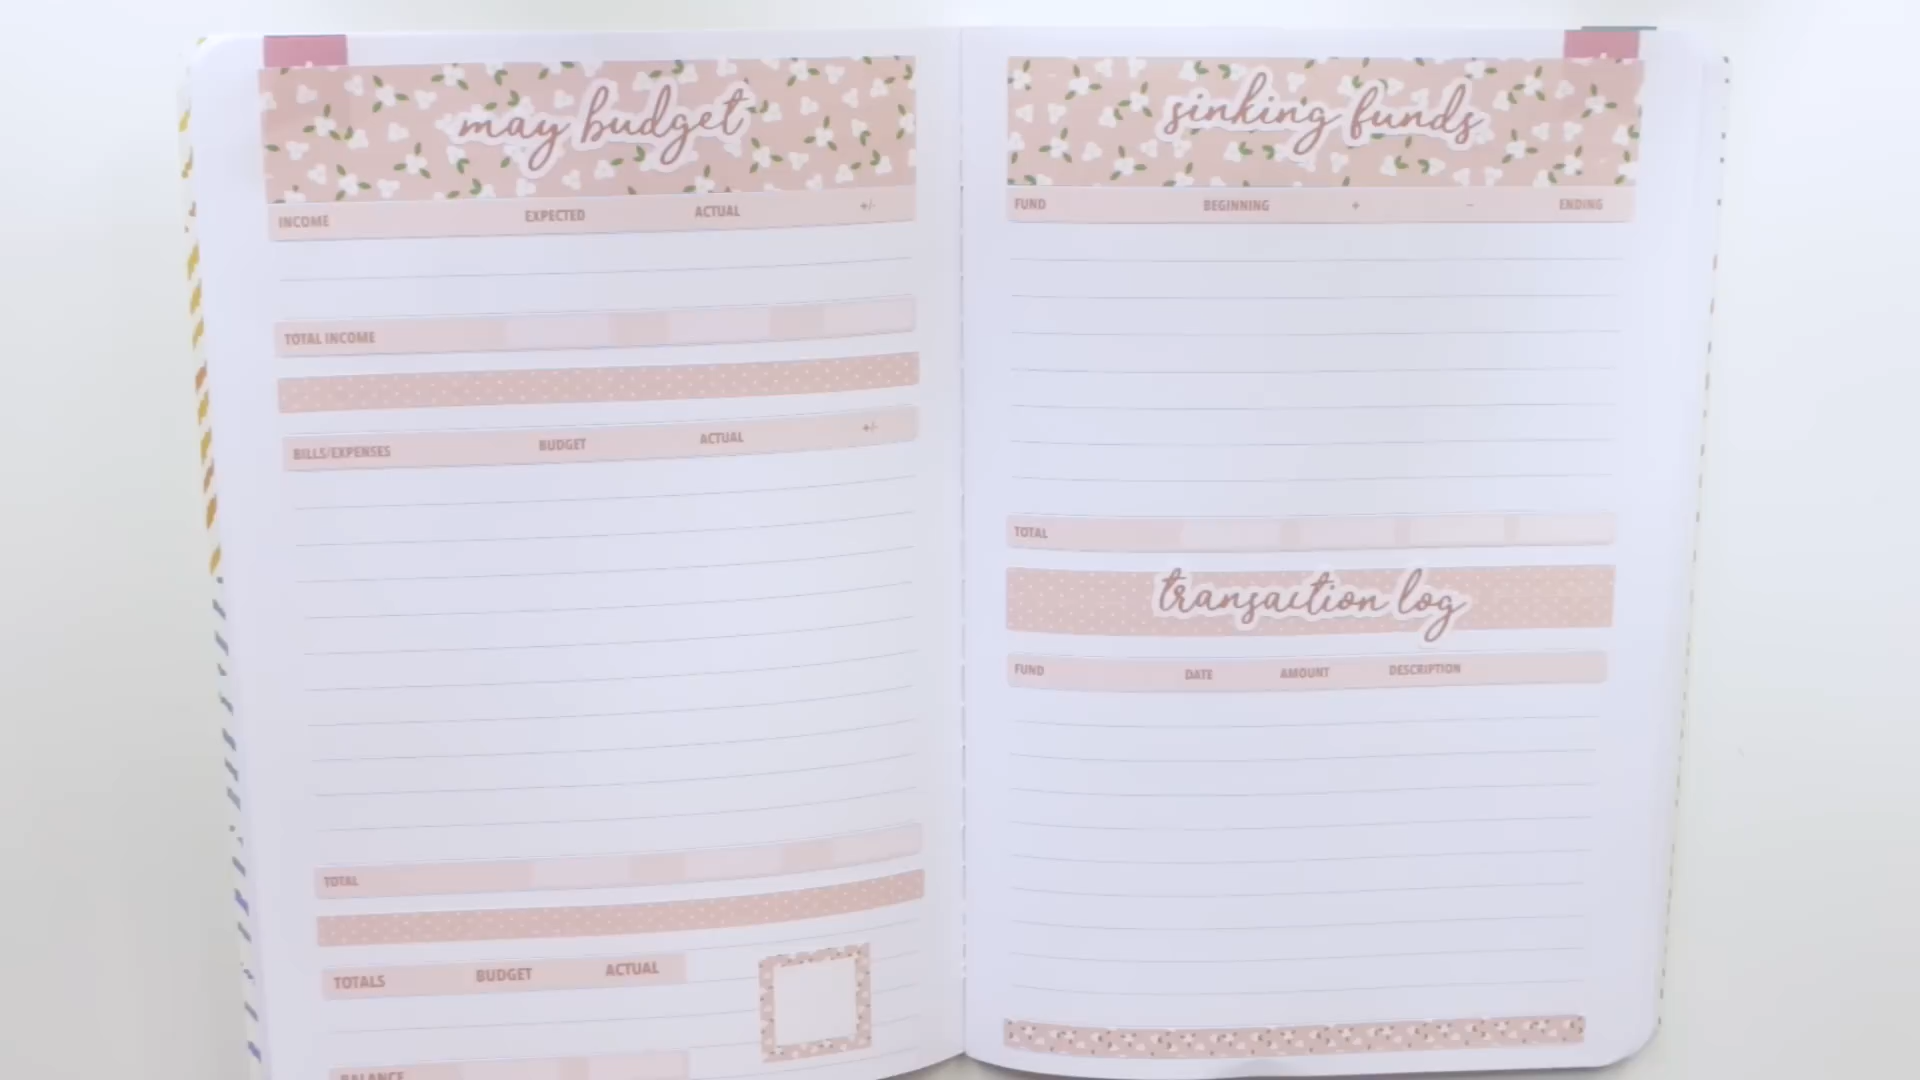 may budget
INCOME EXPECTED ACTUAL +/-
TOTAL INCOME
BILLS/EXPENSES BUDGET ACTUAL +/-
TOTAL
TOTALS BUDGET ACTUAL
BALANCE
sinking funds
FUND BEGINNING + - ENDING
TOTAL
transaction log
FUND DATE AMOUNT DESCRIPTION